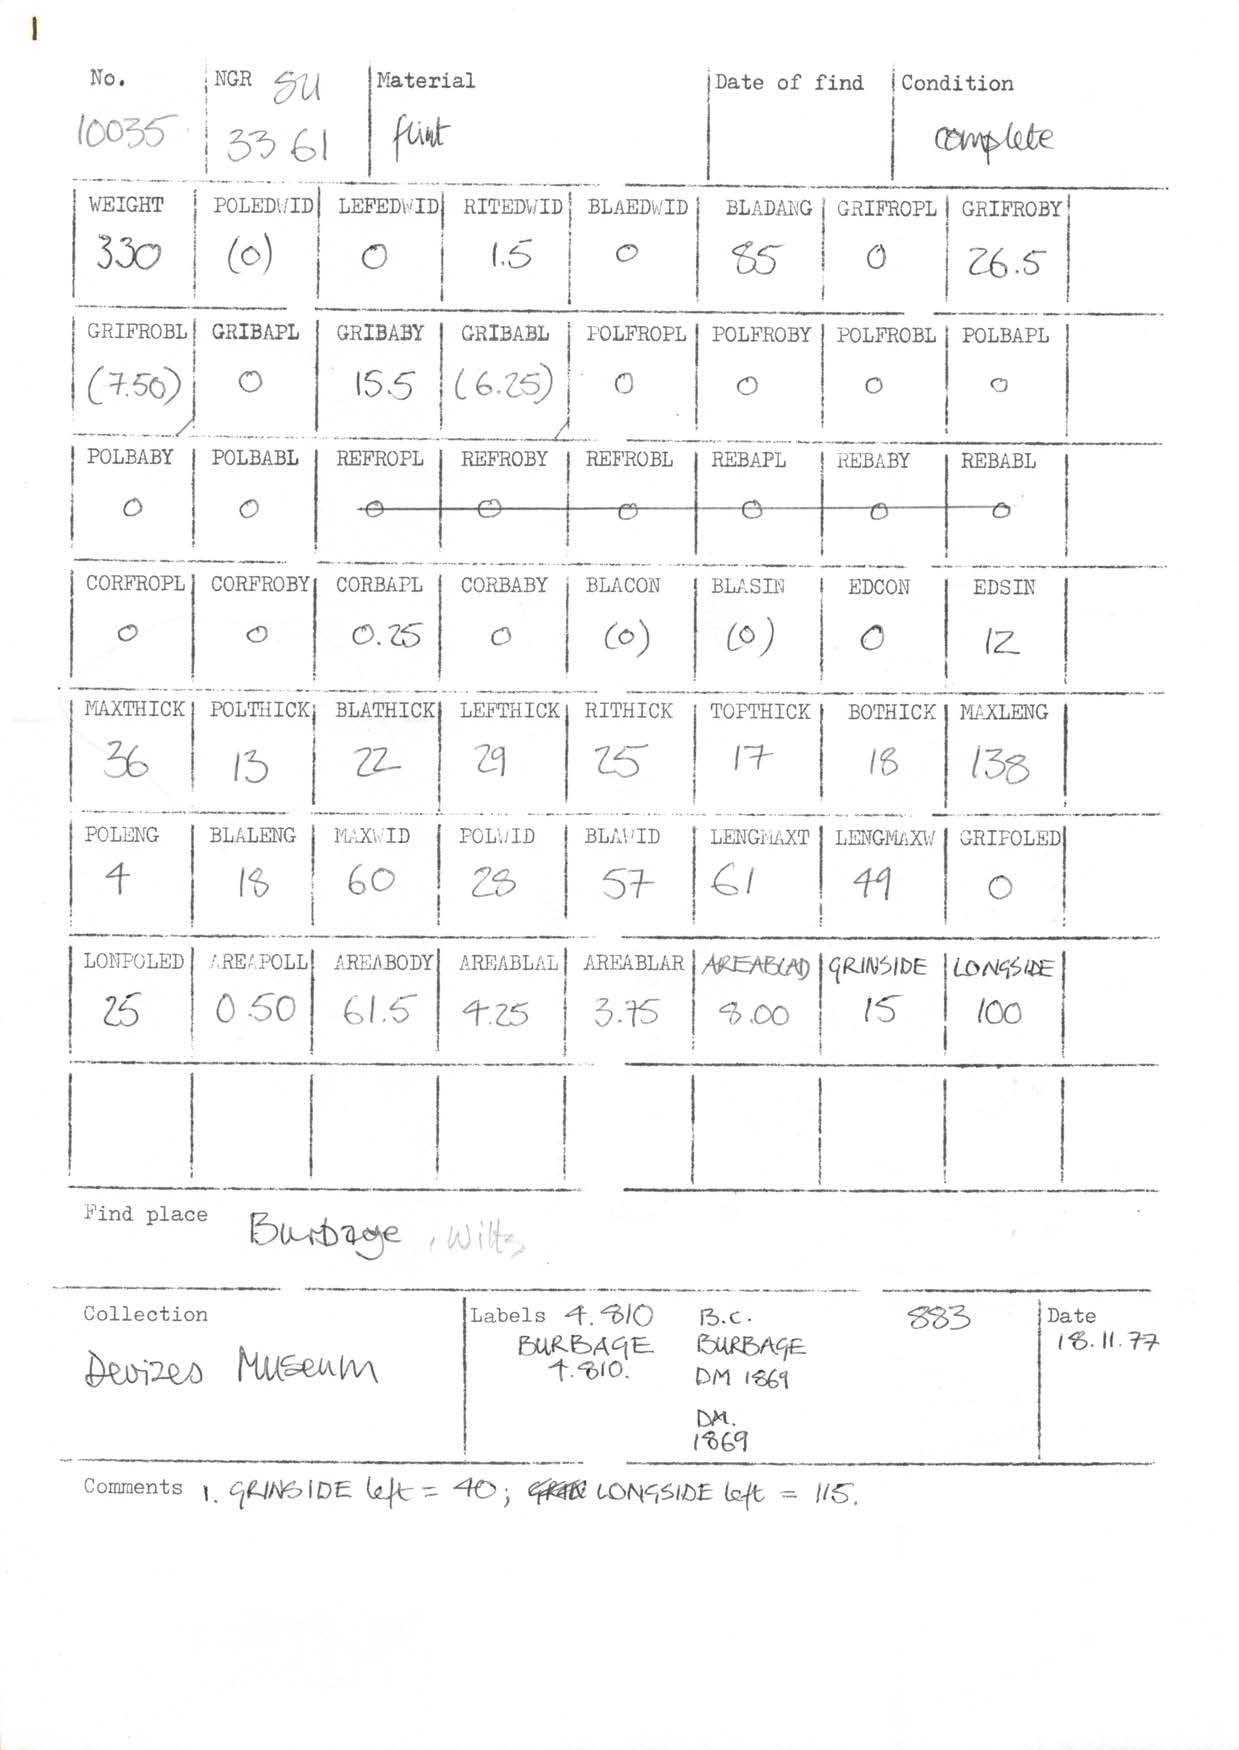 1
No. NGR SU Material Date of find Condition
10035 33 61 flint complete
WEIGHT POLEDWID LEFEDWID RITEDWID BLAEDWID BLADANG GRIFROPL GRIFROBY
330 (0) 0 1.5 0 85 0 26.5
GRIFROBL GRIBAPL GRIBABY GRIBABL POLFROPL POLFROBY POLFROBL POLBAPL
(7.50) 0 15.5 (6.25) 0 0 0 0
POLBABY POLBABL REFROPL REFROBY REFROBL REBAPL REBABY REBABL
0 0 0 0 0 0 0 0
CORFROPL CORFROBY CORBAPL CORBABY BLACON BLASIN EDCON EDSIN
0 0 0.25 0 (0) (0) 0 12
MAXTHICK POLTHICK BLATHICK LEFTHICK RITHICK TOPTHICK BOTHICK MAXLENG
36 13 22 29 25 17 18 138
POLENG BLALENG MAXWID POLWID BLAWID LENGMAXT LENGMAXW GRIPOLED
4 18 60 28 57 61 49 0
LONPOLED AREAPOLL AREABODY AREABLAL AREABLAR AREABLAD GRINSIDE LONGSIDE
25 0.50 61.5 4.25 3.75 8.00 15 100
Find place Burbage, Wilts
Collection Labels 4.810 B.C. 883 Date
BURBAGE BURBAGE 18.11.77
Devizes Museum 4.810. DM 1869
DM.
1869
Comments 1. GRINSIDE left = 40; LONGSIDE left = 115.